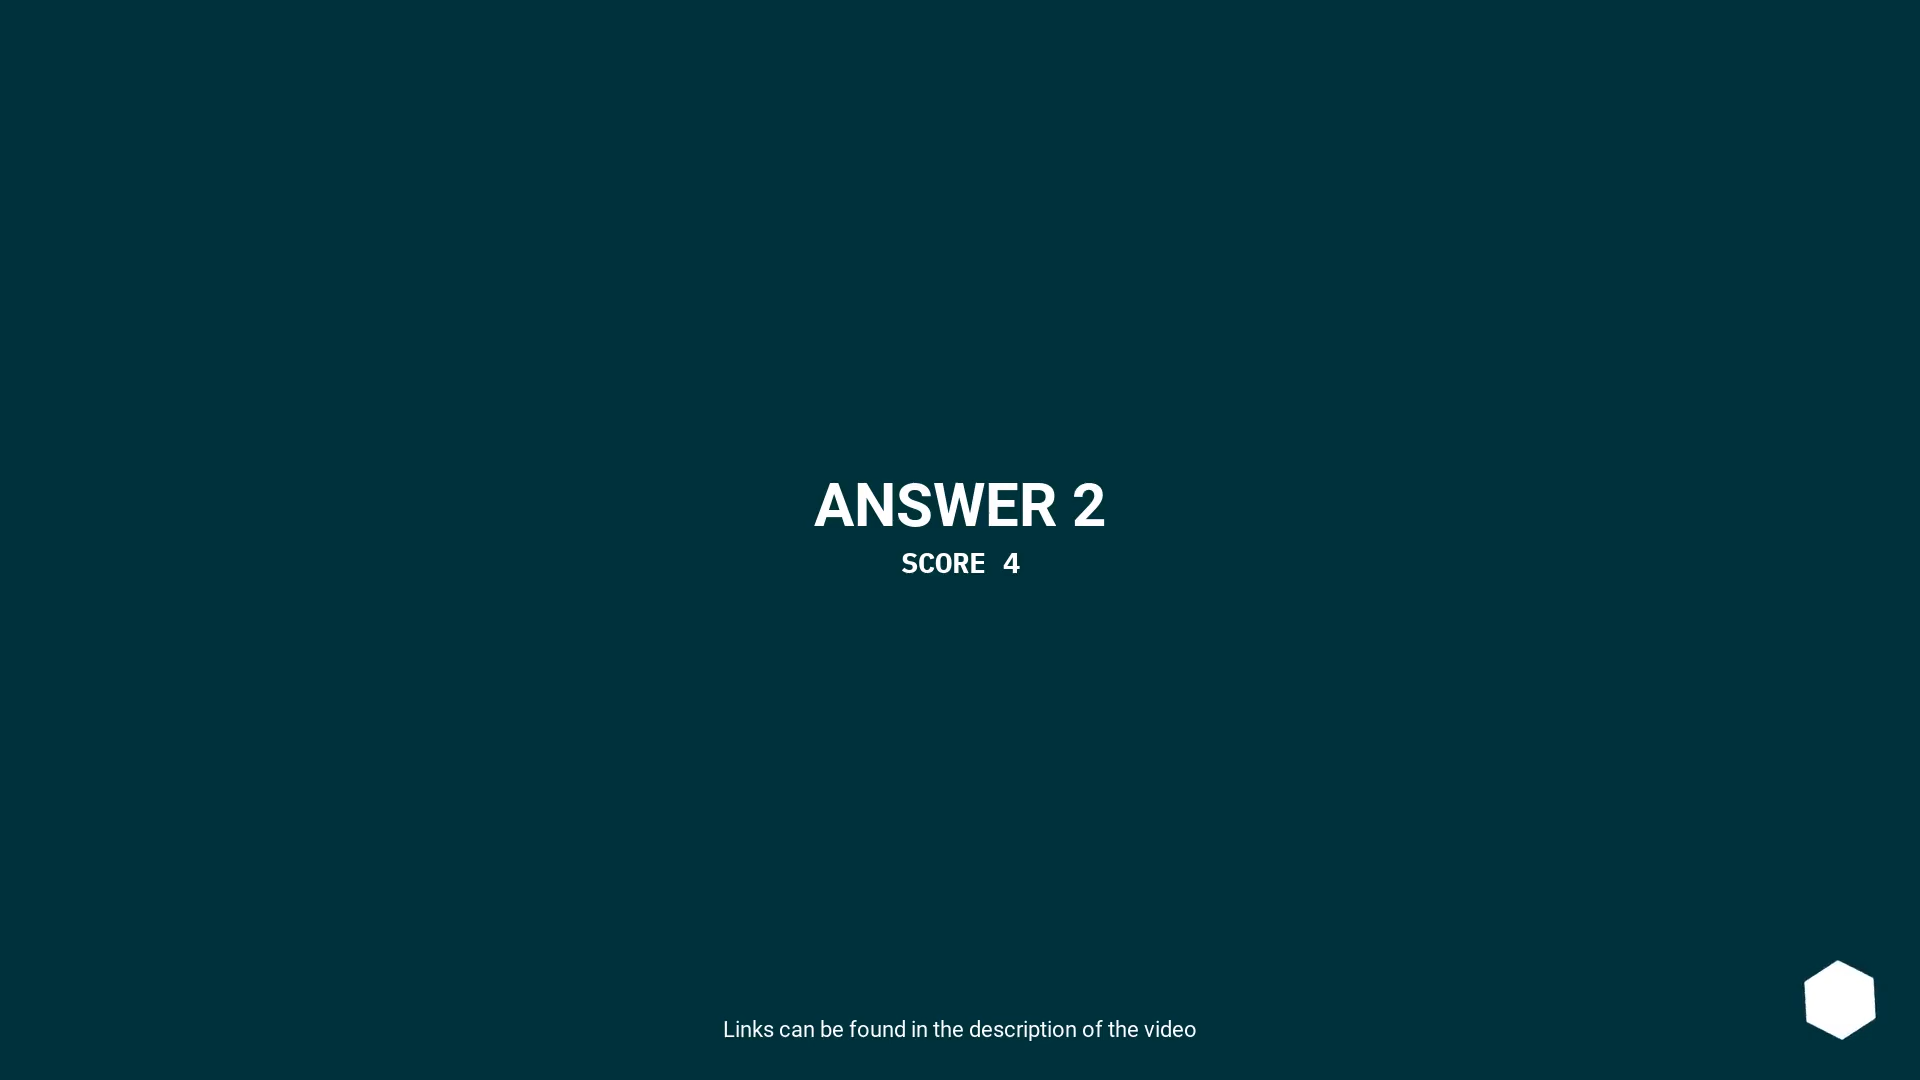 ANSWER 2
SCORE 4
Links can be found in the description of the video